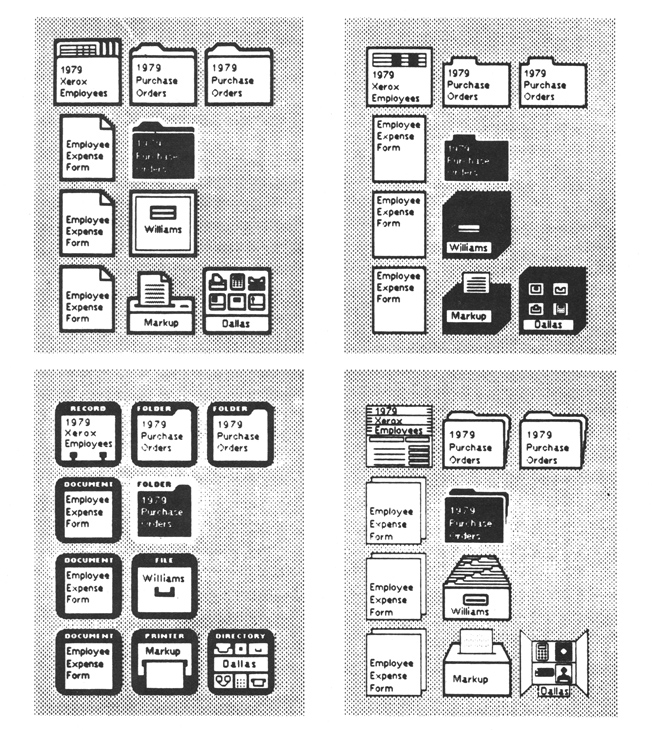 1979
Xerox
Employees
1979
Purchase
Orders
1979
Purchase
Orders
Employee
Expense
Form
1979
Purchase
Orders
Employee
Expense
Form
Williams
Employee
Expense
Form
Markup
Dallas
1979
Xerox
Employees
1979
Purchase
Orders
1979
Purchase
Orders
Employee
Expense
Form
1979
Purchase
Orders
Employee
Expense
Form
Williams
Employee
Expense
Form
Markup
Dallas
RECORD
1979
Xerox
Employees
FOLDER
1979
Purchase
Orders
FOLDER
1979
Purchase
Orders
DOCUMENT
Employee
Expense
Form
FOLDER
1979
Purchase
Orders
DOCUMENT
Employee
Expense
Form
FILE
Williams
DOCUMENT
Employee
Expense
Form
PRINTER
Markup
DIRECTORY
Dallas
1979
Xerox
Employees
1979
Purchase
Orders
1979
Purchase
Orders
Employee
Expense
Form
1979
Purchase
Orders
Employee
Expense
Form
Williams
Employee
Expense
Form
Markup
Dallas